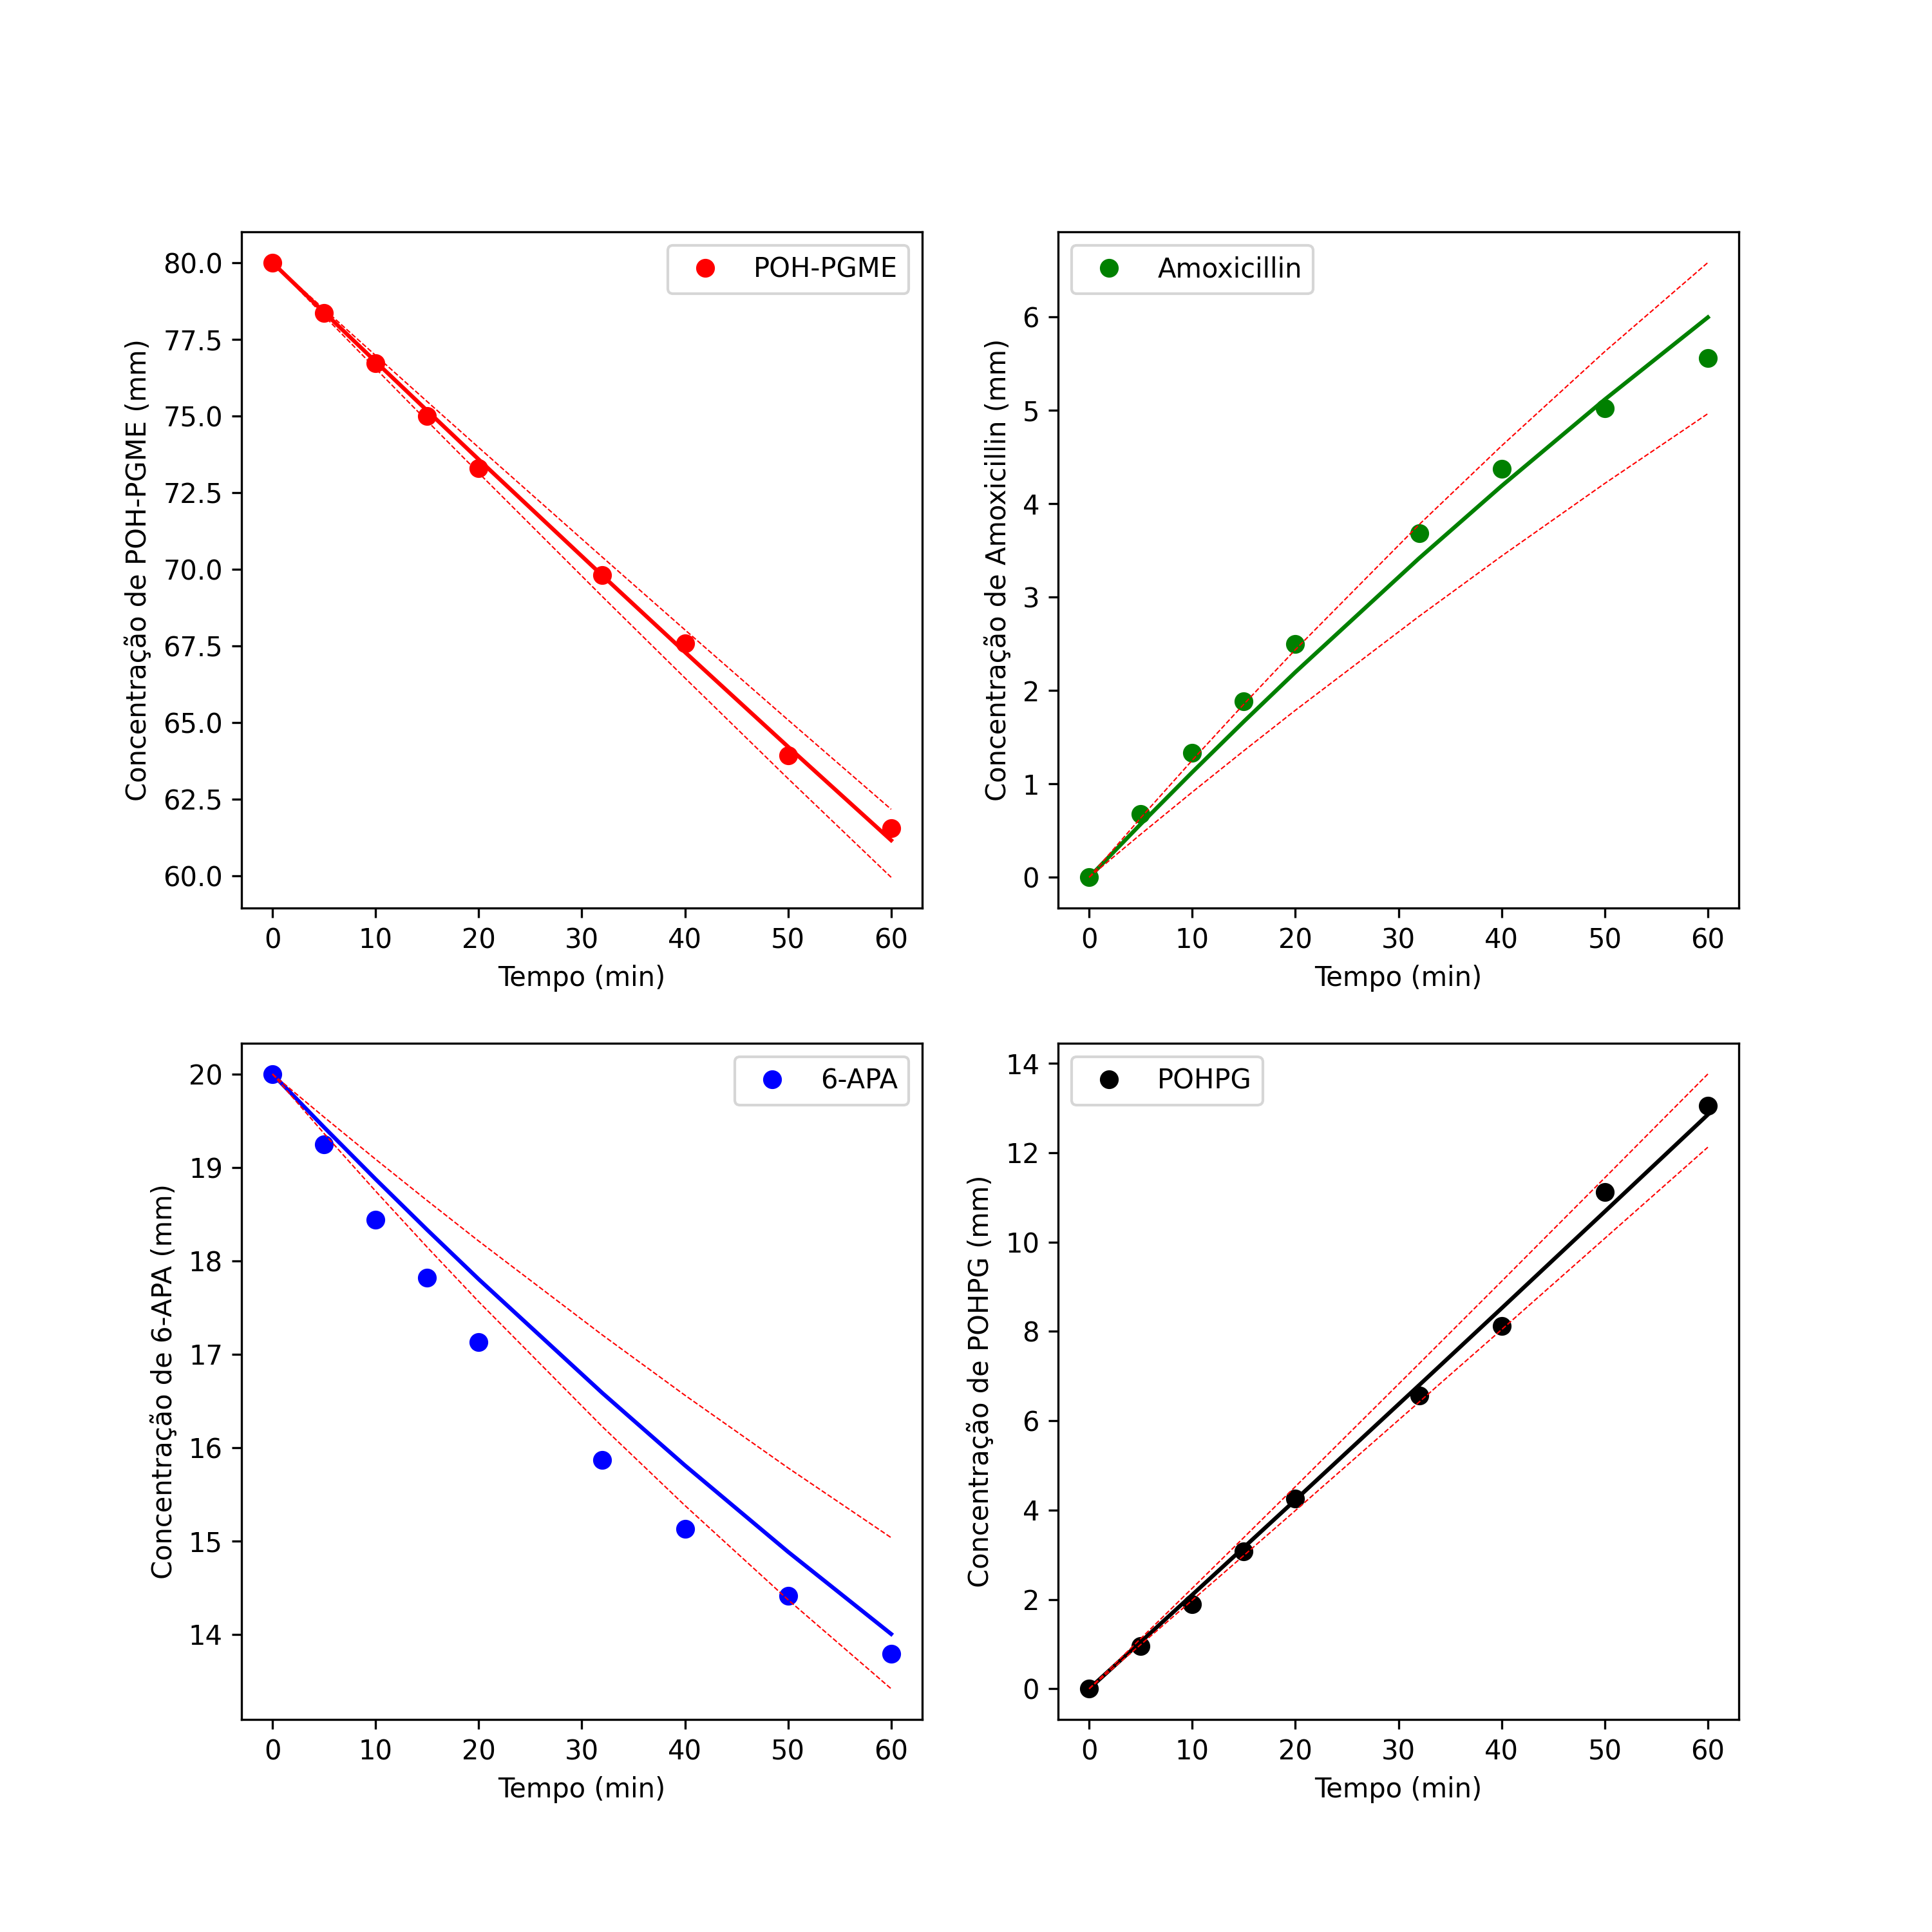 POH-PGME
Concentração de POH-PGME (mm)
80.0
77.5
75.0
72.5
70.0
67.5
65.0
62.5
60.0
0 10 20 30 40 50 60
Tempo (min)
Amoxicillin
Concentração de Amoxicillin (mm)
6
5
4
3
2
1
0
0 10 20 30 40 50 60
Tempo (min)
6-APA
Concentração de 6-APA (mm)
20
19
18
17
16
15
14
0 10 20 30 40 50 60
Tempo (min)
POHPG
Concentração de POHPG (mm)
14
12
10
8
6
4
2
0
0 10 20 30 40 50 60
Tempo (min)